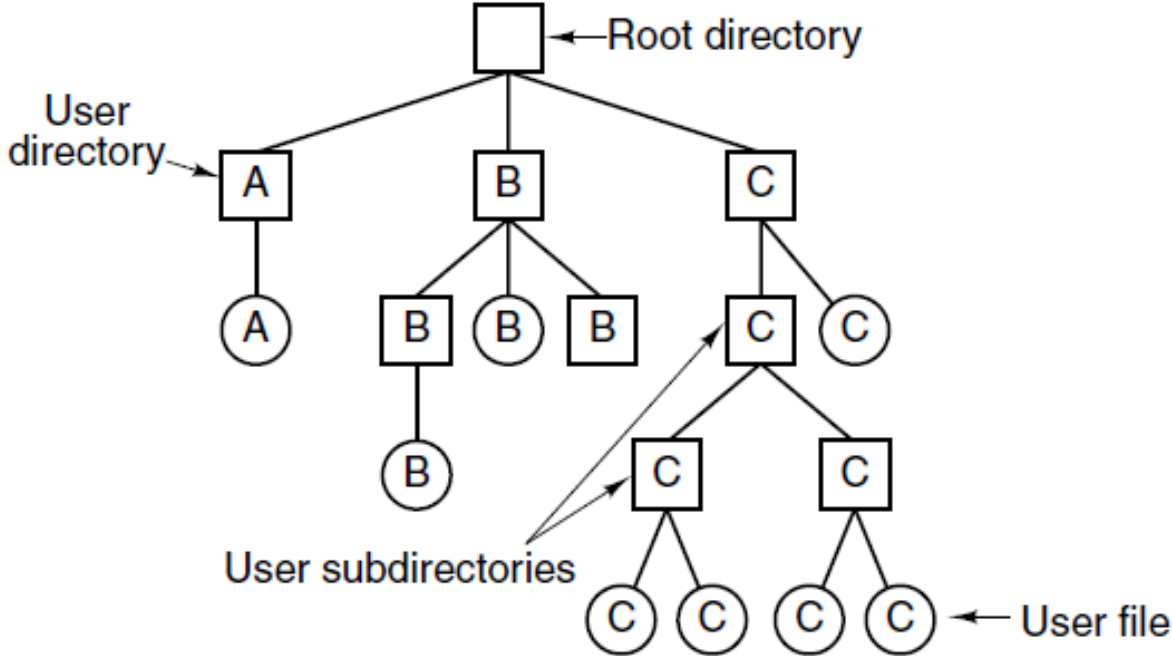 Root directory
User
directory
A
B
C
A
B
B
B
C
C
B
C
C
User subdirectories
C
C
C
C
User file